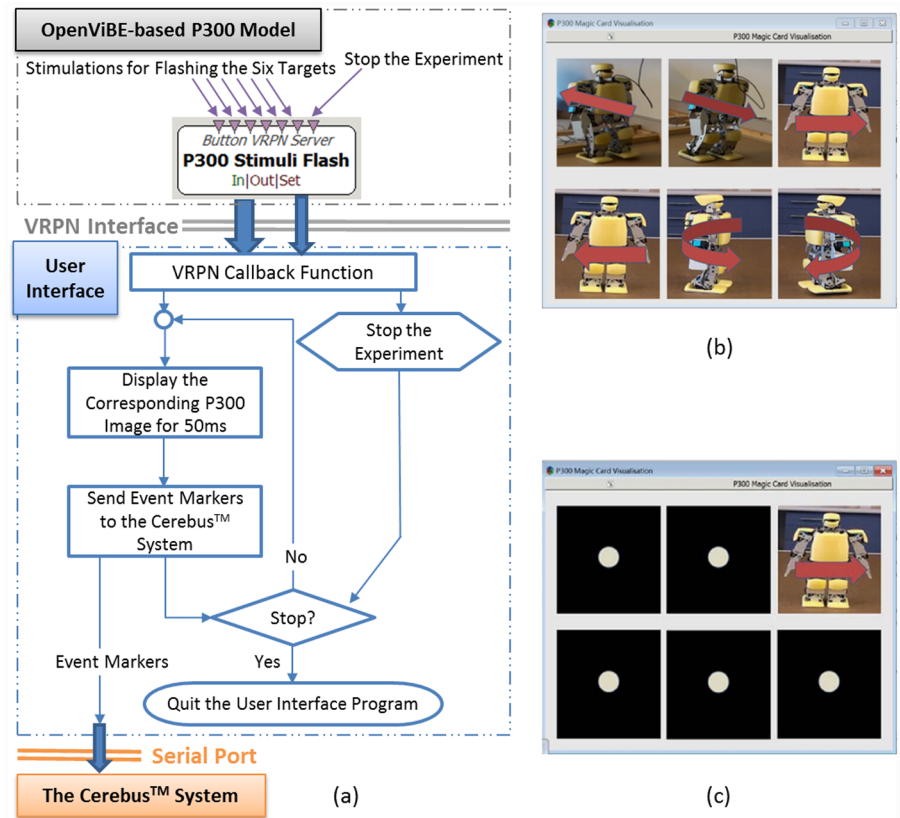 OpenViBE-based P300 Model
Stimulations for Flashing the Six Targets
Stop the Experiment
Button VRPN Server
P300 Stimuli Flash
In|Out|Set
VRPN Interface
User
Interface
VRPN Callback Function
Stop the
Experiment
Display the
Corresponding P300
Image for 50ms
Send Event Markers
to the Cerebus™
System
No
Stop?
Event Markers
Yes
Quit the User Interface Program
Serial Port
The Cerebus™ System
(a)
P300 Magic Card Visualisation
P300 Magic Card Visualisation
(b)
P300 Magic Card Visualisation
P300 Magic Card Visualisation
(c)